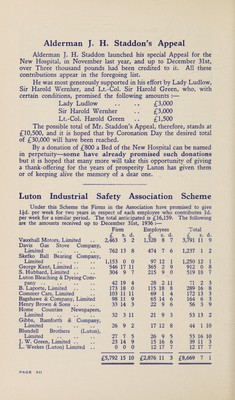 Alderman J. H. Staddon's Appeal
Alderman J. H. Staddon launched his special Appeal for the
New Hospital, in November last year, and up to December 31st,
over Three thousand pounds had been credited to it. All these
contributions appear in the foregoing list.
He was most generously supported in his effort by Lady Ludlow,
Sir Harold Wernher, and Lt.-Col. Sir Harold Green, who, with
certain conditions, promised the following amounts :—
Lady Ludlow .. .. £3,000
Sir Harold Wernher .. £3,000
Lt.-Col. Harold Green .. £1,500
The possible total of Mr. Staddon's Appeal, therefore, stands at
£10,500, and it is hoped that by Coronation Day the desired total
of £30,000 will have been reached.
By a donation of £800 a Bed of the New Hospital can be named
in perpetuity—some have already promised such donations
but it is hoped that many more will take this opportunity of giving
a thank-offering for the years of prosperity Luton has given them
or of keeping alive the memory of a dear one.
Luton Industrial Safety Association Scheme
Under this Scheme the Firms in the Association have promised to give
1½d. per week for two years in respect of each employee who contributes 1d.
per week for a similar period. The total anticipated is £16,159. The following
are the amounts received up to December 31st, 1936 :—
Firm Employees Total
£ s. d. £ s. d. £ s. d.
Vauxhall Motors, Limited .. 2,463 3 2 1,328 8 7 3,791 11 9
Davis Gas Stove Company,
Limited .. .. .. 762 13 8 474 7 6 1,237 1 2
Skefko Ball Bearing Company,
Limited .. .. .. 1,153 0 0 97 12 1 1,250 12 1
George Kent, Limited .. .. 546 17 11 365 2 9 912 0 8
S. Hubbard, Limited .. .. 304 9 7 215 9 0 519 18 7
Luton Bleaching & Dyeing Com-
pany .. .. .. 42 19 4 28 2 11 71 2 3
B. Laporte, Limited .. .. 173 18 0 115 18 8 289 16 8
Commer Cars, Limited .. 103 11 11 69 1 4 172 13 3
Bagshawe & Company, Limited 98 11 9 65 14 6 164 6 3
Henry Brown & Sons .. .. 33 14 3 22 9 6 56 3 9
Home Counties Newspapers,
Limited .. .. .. 32 3 11 21 9 3 53 13 2
Gibbs, Bamforth & Company,
Limited .. .. .. 26 9 2 17 12 8 44 1 10
Blundell Brothers (Luton),
Limited .. .. .. 27 7 5 26 9 5 53 16 10
J. W. Green, Limited .. .. 23 14 9 15 16 6 39 11 3
L. Weekes (Luton) Limited .. 0 0 0 12 17 7 12 17 7
£5,792 15 10 £2,876 11 3 £8,669 7 1